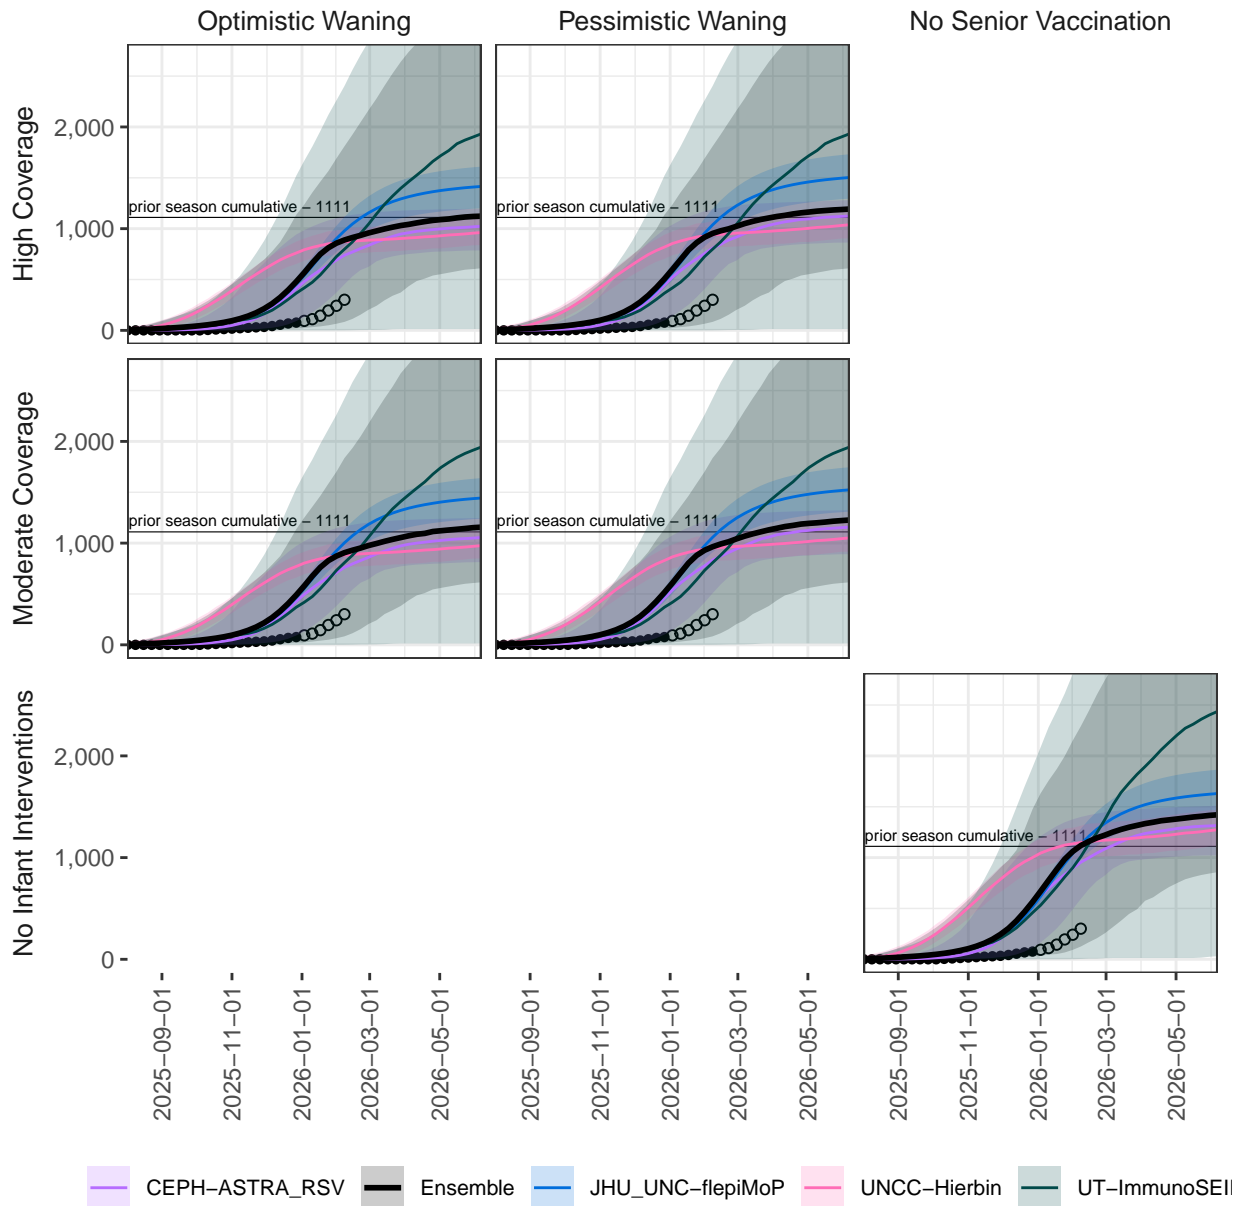 Optimistic Waning
Pessimistic Waning
No Senior Vaccination
High Coverage
2,000
1,000
0
prior season cumulative – 1111
prior season cumulative – 1111
Moderate Coverage
2,000
1,000
0
prior season cumulative – 1111
prior season cumulative – 1111
No Infant Interventions
2,000
1,000
0
prior season cumulative – 1111
2025–09–01
2025–11–01
2026–01–01
2026–03–01
2026–05–01
2025–09–01
2025–11–01
2026–01–01
2026–03–01
2026–05–01
2025–09–01
2025–11–01
2026–01–01
2026–03–01
2026–05–01
CEPH–ASTRA_RSV
Ensemble
JHU_UNC–flepiMoP
UNCC–Hierbin